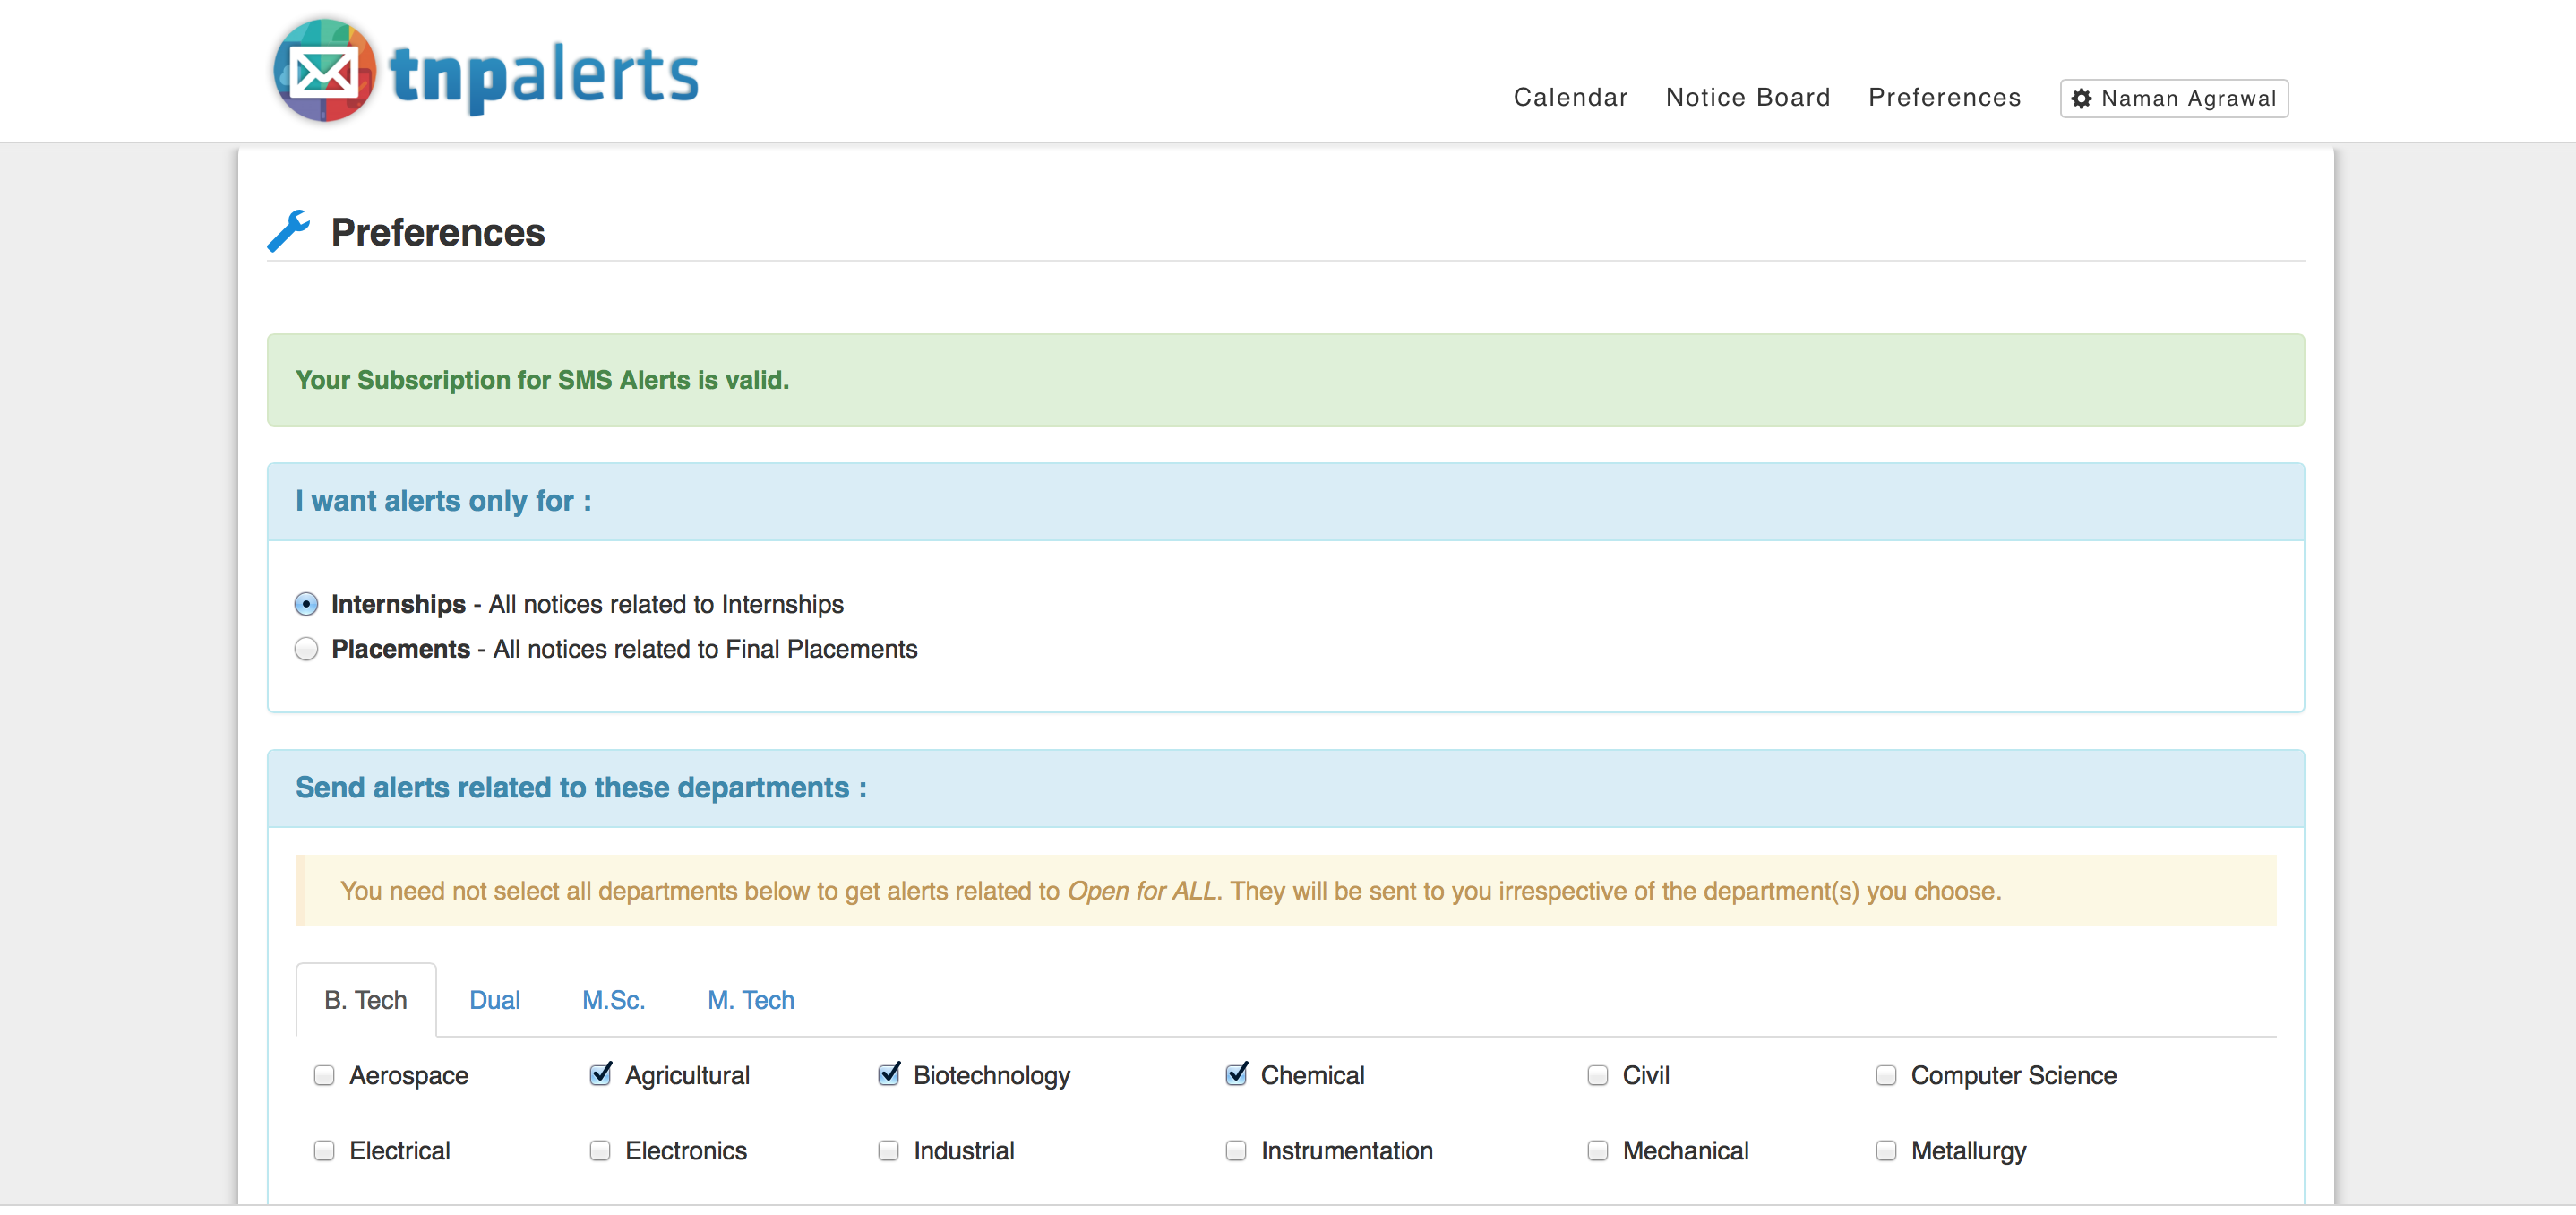 tnpalerts
Calendar Notice Board Preferences Naman Agrawal
Preferences
Your Subscription for SMS Alerts is valid.
I want alerts only for :
Internships - All notices related to Internships
Placements - All notices related to Final Placements
Send alerts related to these departments :
You need not select all departments below to get alerts related to Open for ALL. They will be sent to you irrespective of the department(s) you choose.
B. Tech Dual M.Sc. M. Tech
Aerospace Agricultural Biotechnology Chemical Civil Computer Science
Electrical Electronics Industrial Instrumentation Mechanical Metallurgy